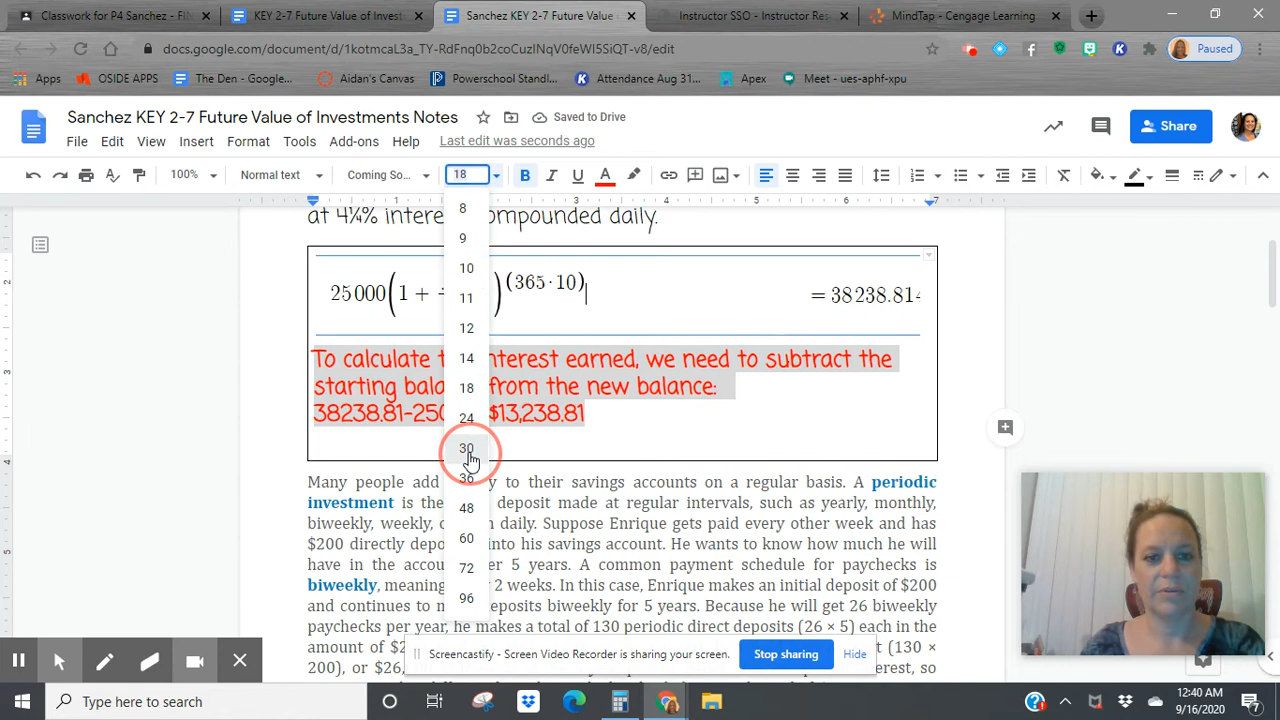 Classwork for P4 Sanchez - FIN
KEY 2-7 Future Value of Invest
Sanchez KEY 2-7 Future Value
Instructor SSO - Instructor Res
MindTap - Cengage Learning
docs.google.com/document/d/1kotmcaL3a_TY-RdFnqOb2coCuzINqV0feWI5SiQT-v8/edit
Paused
Apps
OSIDE APPS
The Den - Google...
Aidan's Canvas
Powerschool Standl...
Attendance Aug 31...
Apex
Meet - ues-aphf-xpu
Sanchez KEY 2-7 Future Value of Investments Notes
Saved to Drive
File Edit View Insert Format Tools Add-ons Help
Last edit was seconds ago
Share
100%
Normal text
Coming So...
18
8
9
10
11
12
14
18
24
30
36
48
60
72
96
at 4¼% interest compounded daily.
25000(1 + )^(365·10)
= 38238.814
To calculate t interest earned, we need to subtract the
starting bala from the new balance:
38238.81-250 $13,238.81
Many people add y to their savings accounts on a regular basis. A periodic
investment is the deposit made at regular intervals, such as yearly, monthly,
biweekly, weekly, o n daily. Suppose Enrique gets paid every other week and has
$200 directly depo into his savings account. He wants to know how much he will
have in the accou er 5 years. A common payment schedule for paychecks is
biweekly, meaning y 2 weeks. In this case, Enrique makes an initial deposit of $200
and continues to m deposits biweekly for 5 years. Because he will get 26 biweekly
paychecks per year, he makes a total of 130 periodic direct deposits (26 × 5) each in the
amount of $2 t (130 ×
200), or $26, erest, so
Screencastify - Screen Video Recorder is sharing your screen.
Stop sharing
Hide
Type here to search
12:40 AM
9/16/2020
7